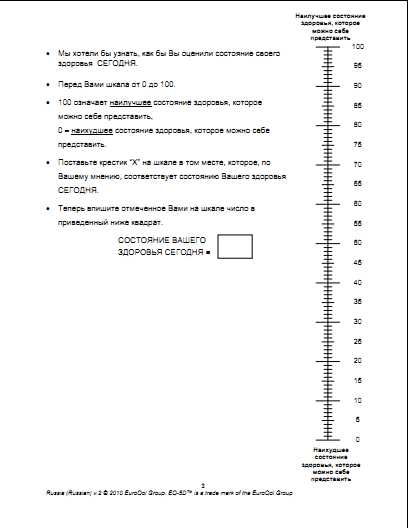 Наилучшее состояние
здоровья, которое
можно себе
представить
• Мы хотели бы узнать, как бы Вы оценили состояние своего
здоровья СЕГОДНЯ.
• Перед Вами шкала от 0 до 100.
• 100 означает наилучшее состояние здоровья, которое
можно себе представить,
0 = наихудшее состояние здоровья, которое можно себе
представить.
• Поставьте крестик "X" на шкале в том месте, которое, по
Вашему мнению, соответствует состоянию Вашего здоровья
СЕГОДНЯ.
• Теперь впишите отмеченное Вами на шкале число в
приведенный ниже квадрат.
СОСТОЯНИЕ ВАШЕГО
ЗДОРОВЬЯ СЕГОДНЯ =
100
95
90
85
80
75
70
65
60
55
50
45
40
35
30
25
20
15
10
5
0
Наихудшее
состояние
здоровья, которое
можно себе
представить
3
Russia (Russian) v.2 © 2010 EuroQol Group. EQ-5D™ is a trade mark of the EuroQol Group